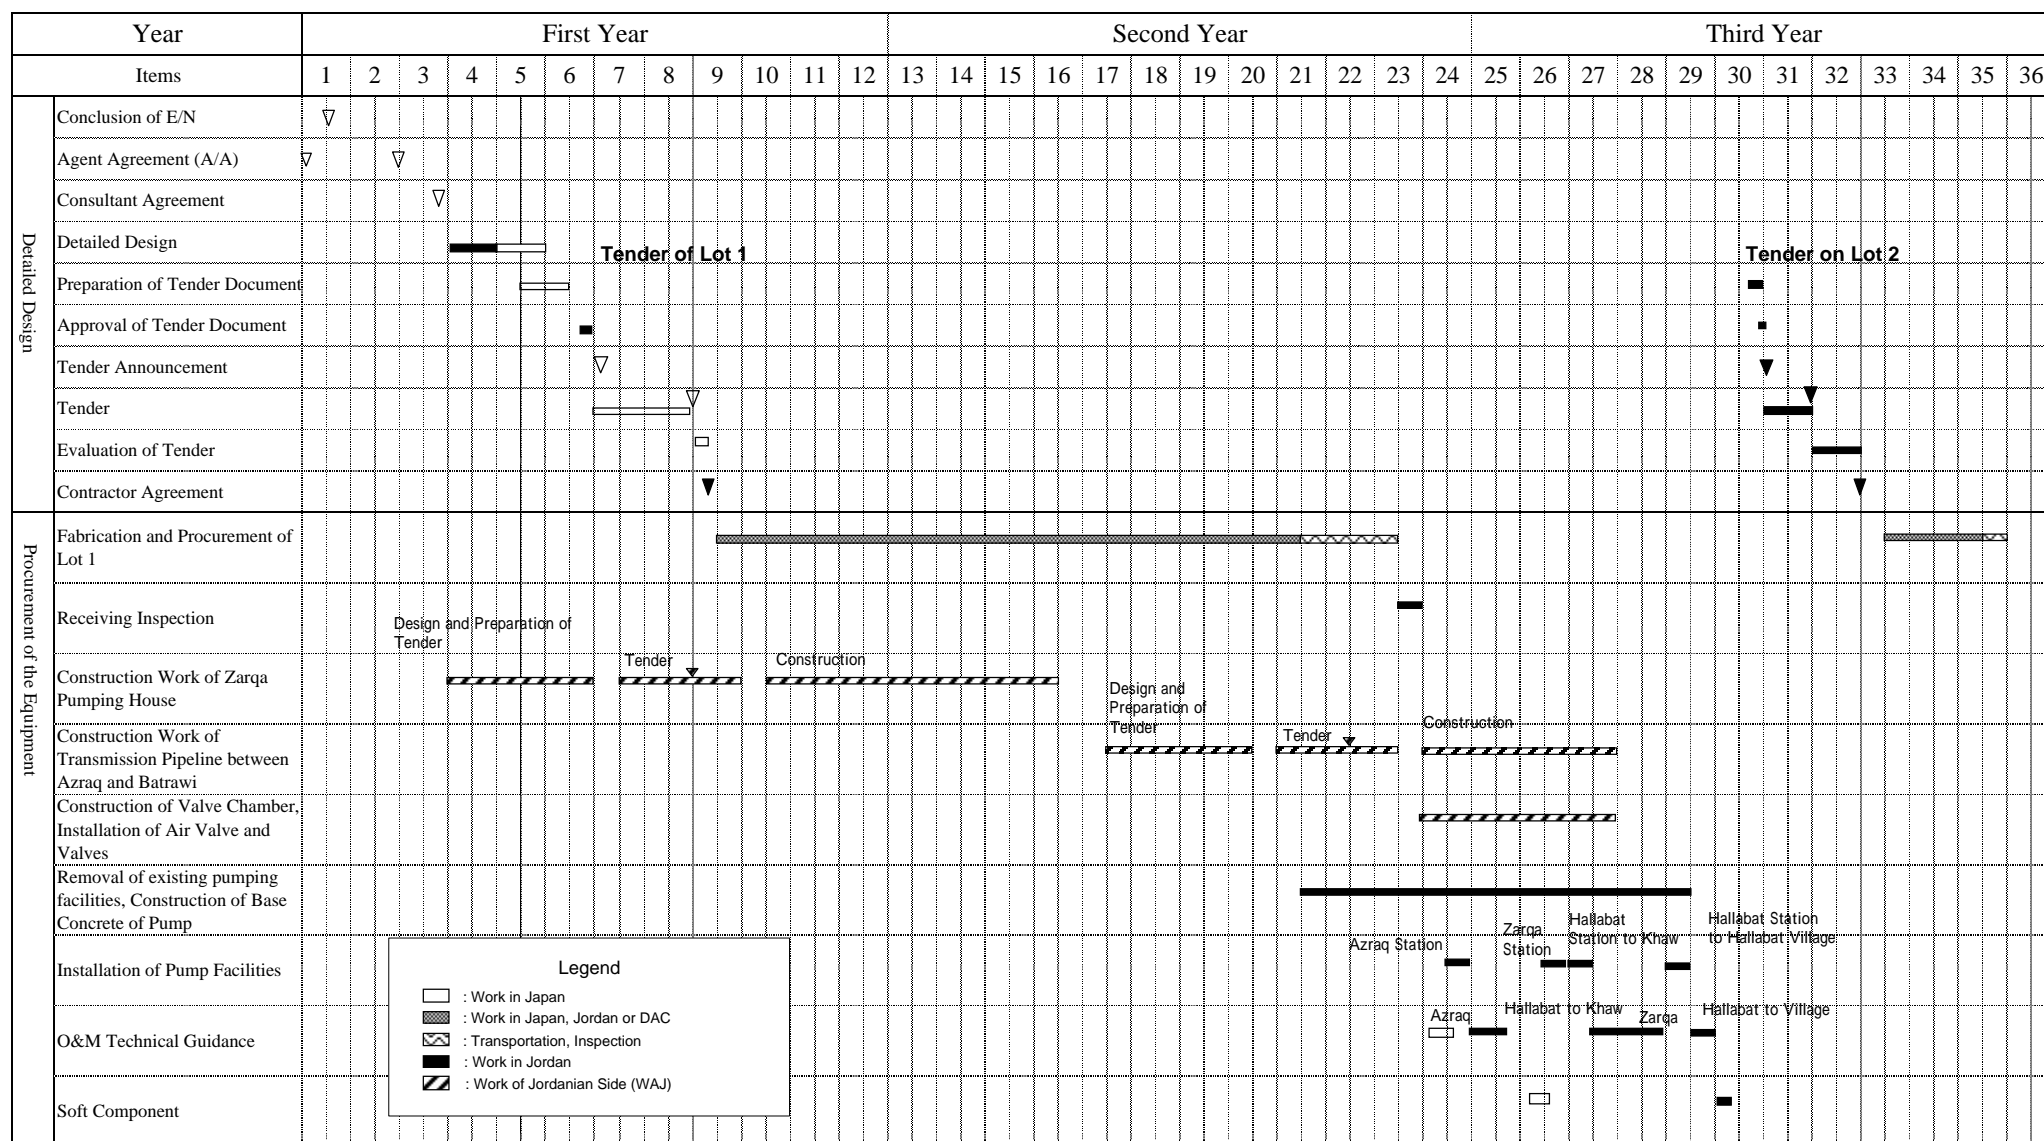 Year First Year Second Year Third Year
Items 1 2 3 4 5 6 7 8 9 10 11 12 13 14 15 16 17 18 19 20 21 22 23 24 25 26 27 28 29 30 31 32 33 34 35 36
Detailed Design
Conclusion of E/N
Agent Agreement (A/A)
Consultant Agreement
Detailed Design
Tender of Lot 1
Tender on Lot 2
Preparation of Tender Document
Approval of Tender Document
Tender Announcement
Tender
Evaluation of Tender
Contractor Agreement
Procurement of the Equipment
Fabrication and Procurement of
Lot 1
Receiving Inspection
Design and Preparation of
Tender
Construction Work of Zarqa
Pumping House
Tender
Construction
Construction Work of
Transmission Pipeline between
Azraq and Batrawi
Design and
Preparation of
Tender
Tender
Construction
Construction of Valve Chamber,
Installation of Air Valve and
Valves
Removal of existing pumping
facilities, Construction of Base
Concrete of Pump
Installation of Pump Facilities
Azraq Station
Zarqa
Station
Hallabat
Station to Khaw
Hallabat Station
to Hallabat Village
O&M Technical Guidance
Azraq
Hallabat to Khaw
Zarqa
Hallabat to Village
Soft Component
Legend
: Work in Japan
: Work in Japan, Jordan or DAC
: Transportation, Inspection
: Work in Jordan
: Work of Jordanian Side (WAJ)